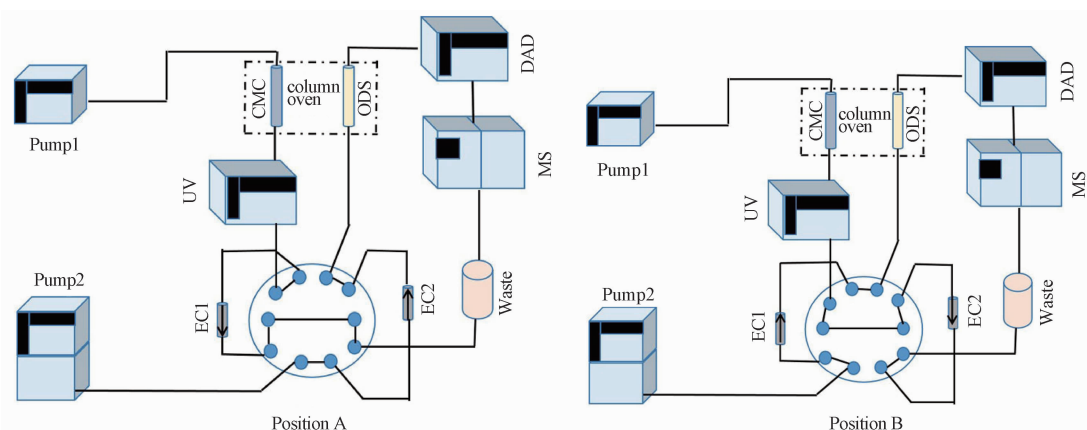 Pump1
CMC
column
oven
ODS
DAD
MS
UV
Pump2
EC1
EC2
Waste
Position A
Pump1
CMC
column
oven
ODS
DAD
MS
UV
Pump2
EC1
EC2
Waste
Position B